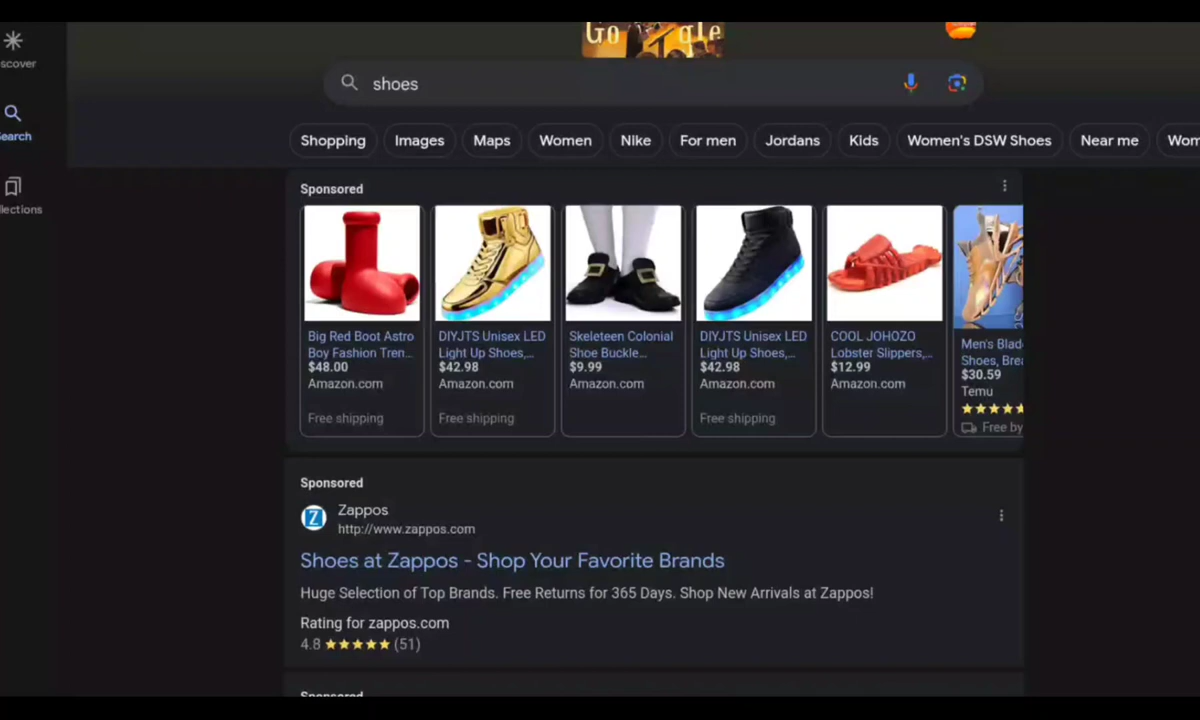 Go gle
scover
shoes
earch
Shopping Images Maps Women Nike For men Jordans Kids Women's DSW Shoes Near me Wom
lections
Sponsored
Big Red Boot Astro
Boy Fashion Tren...
$48.00
Amazon.com
Free shipping
DIYJTS Unisex LED
Light Up Shoes,...
$42.98
Amazon.com
Free shipping
Skeleteen Colonial
Shoe Buckle...
$9.99
Amazon.com
DIYJTS Unisex LED
Light Up Shoes,...
$42.98
Amazon.com
Free shipping
COOL JOHOZO
Lobster Slippers,...
$12.99
Amazon.com
Men's Blad
Shoes, Brea
$30.59
Temu
Free by
Sponsored
Z
Zappos
http://www.zappos.com
Shoes at Zappos - Shop Your Favorite Brands
Huge Selection of Top Brands. Free Returns for 365 Days. Shop New Arrivals at Zappos!
Rating for zappos.com
4.8 ★★★★★ (51)
Sponsored